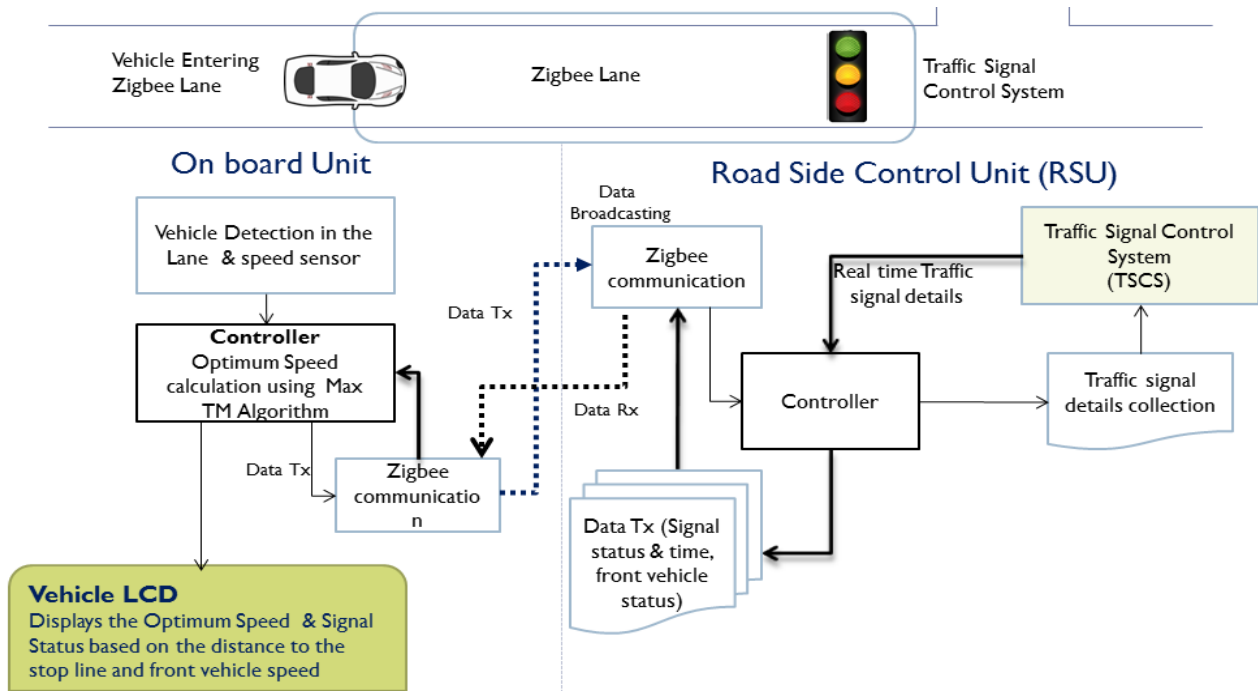 Vehicle Entering
Zigbee Lane
Zigbee Lane
Traffic Signal
Control System
On board Unit
Road Side Control Unit (RSU)
Vehicle Detection in the
Lane & speed sensor
Controller
Optimum Speed
calculation using Max
TM Algorithm
Data Tx
Zigbee
communicatio
n
Vehicle LCD
Displays the Optimum Speed & Signal
Status based on the distance to the
stop line and front vehicle speed
Data Tx
Data Rx
Data
Broadcasting
Zigbee
communication
Real time Traffic
signal details
Traffic Signal Control
System
(TSCS)
Controller
Traffic signal
details collection
Data Tx (Signal
status & time,
front vehicle
status)